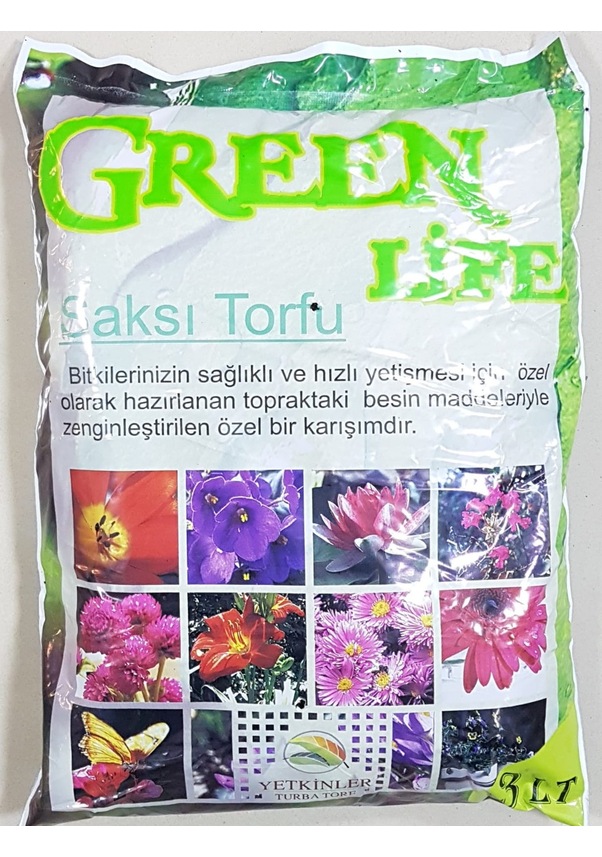 GREEN
LİFE
Saksı Torfu
Bitkilerinizin sağlıklı ve hızlı yetişmesi için özel
olarak hazırlanan topraktaki besin maddeleriyle
zenginleştirilen özel bir karışımdır.
YETKİNLER
TURBA TORF
3 LT